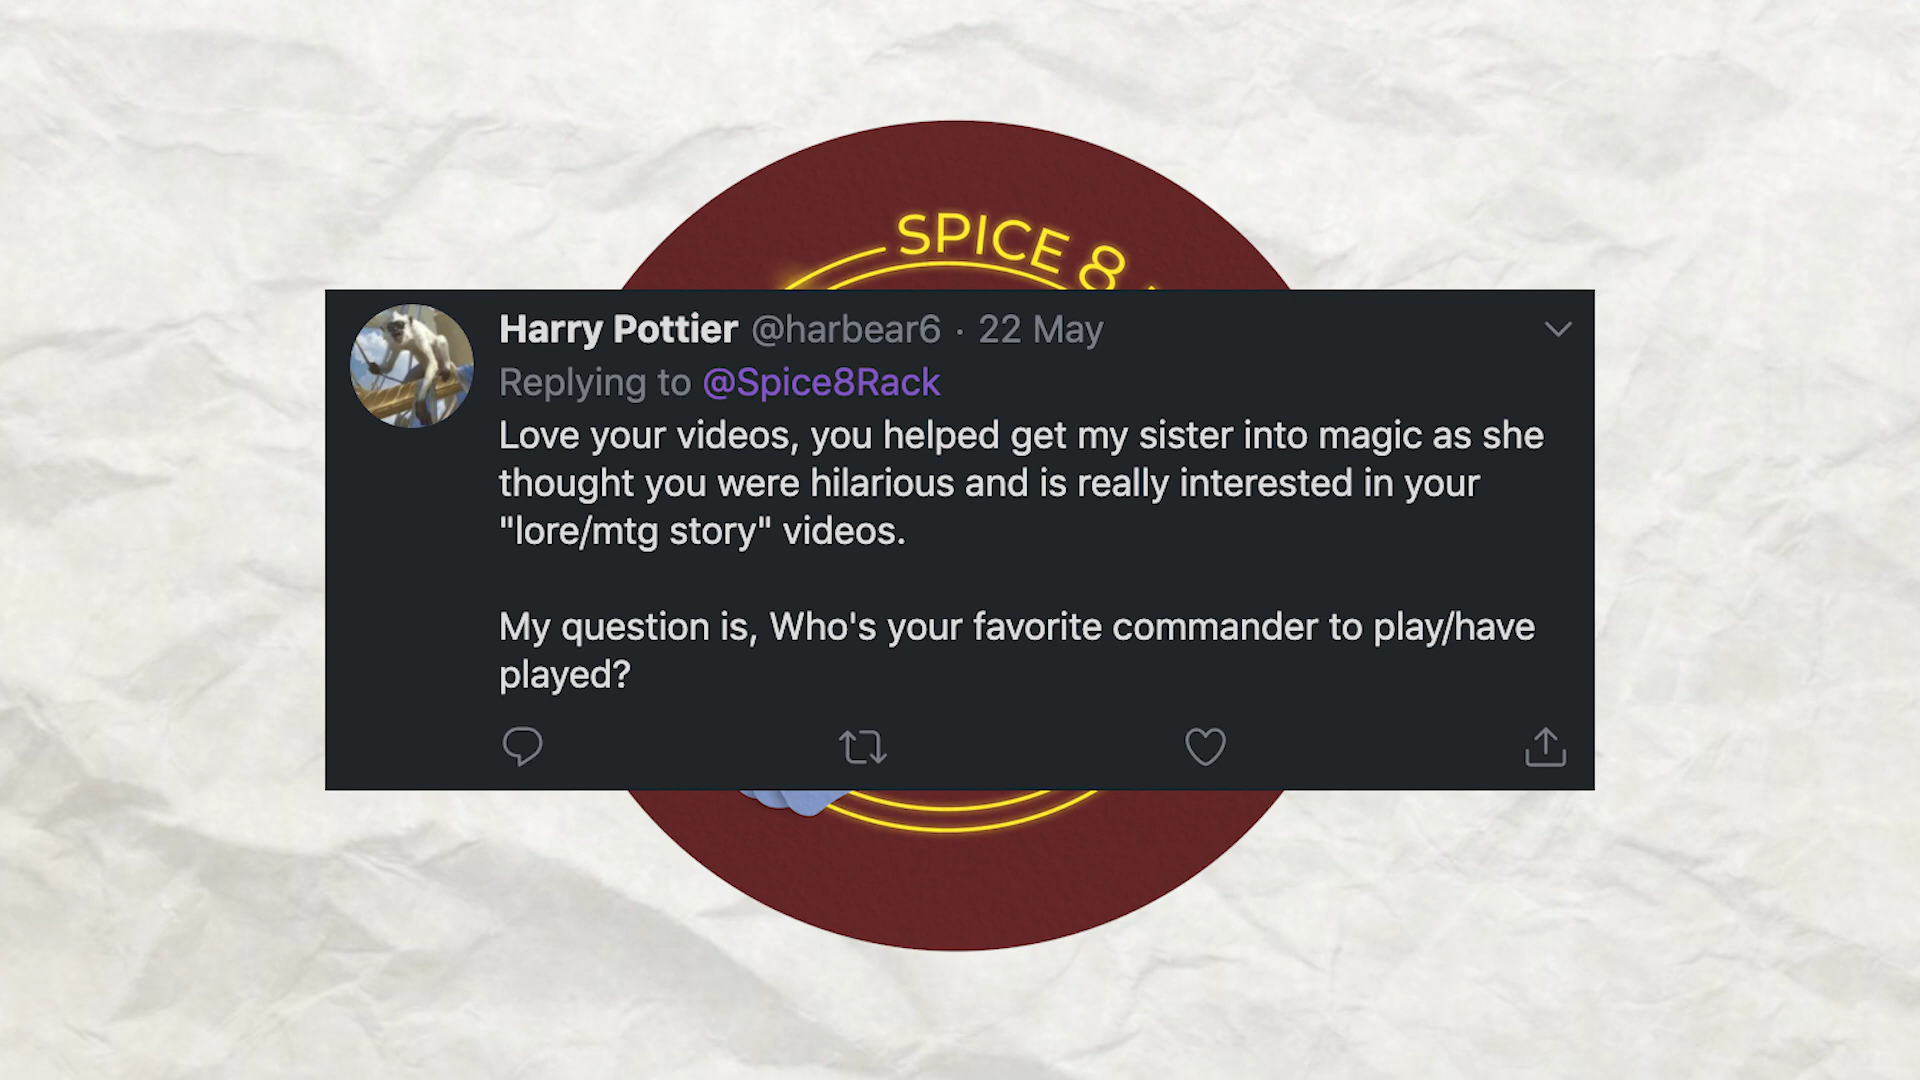 SPICE 8
Harry Pottier @harbear6 · 22 May
Replying to @Spice8Rack
Love your videos, you helped get my sister into magic as she
thought you were hilarious and is really interested in your
"lore/mtg story" videos.
My question is, Who's your favorite commander to play/have
played?